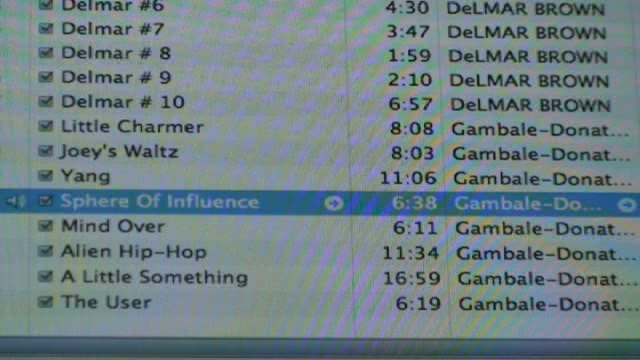 Delmar #6 4:30 DeLMAR BROWN
Delmar #7 3:47 DeLMAR BROWN
Delmar # 8 1:59 DeLMAR BROWN
Delmar # 9 2:10 DeLMAR BROWN
Delmar # 10 6:57 DeLMAR BROWN
Little Charmer 8:08 Gambale-Donat...
Joey's Waltz 8:03 Gambale-Donat...
Yang 11:06 Gambale-Donat...
Sphere Of Influence 6:38 Gambale-Do...
Mind Over 6:11 Gambale-Donat...
Alien Hip-Hop 11:34 Gambale-Donat...
A Little Something 16:59 Gambale-Donat...
The User 6:19 Gambale-Donat...